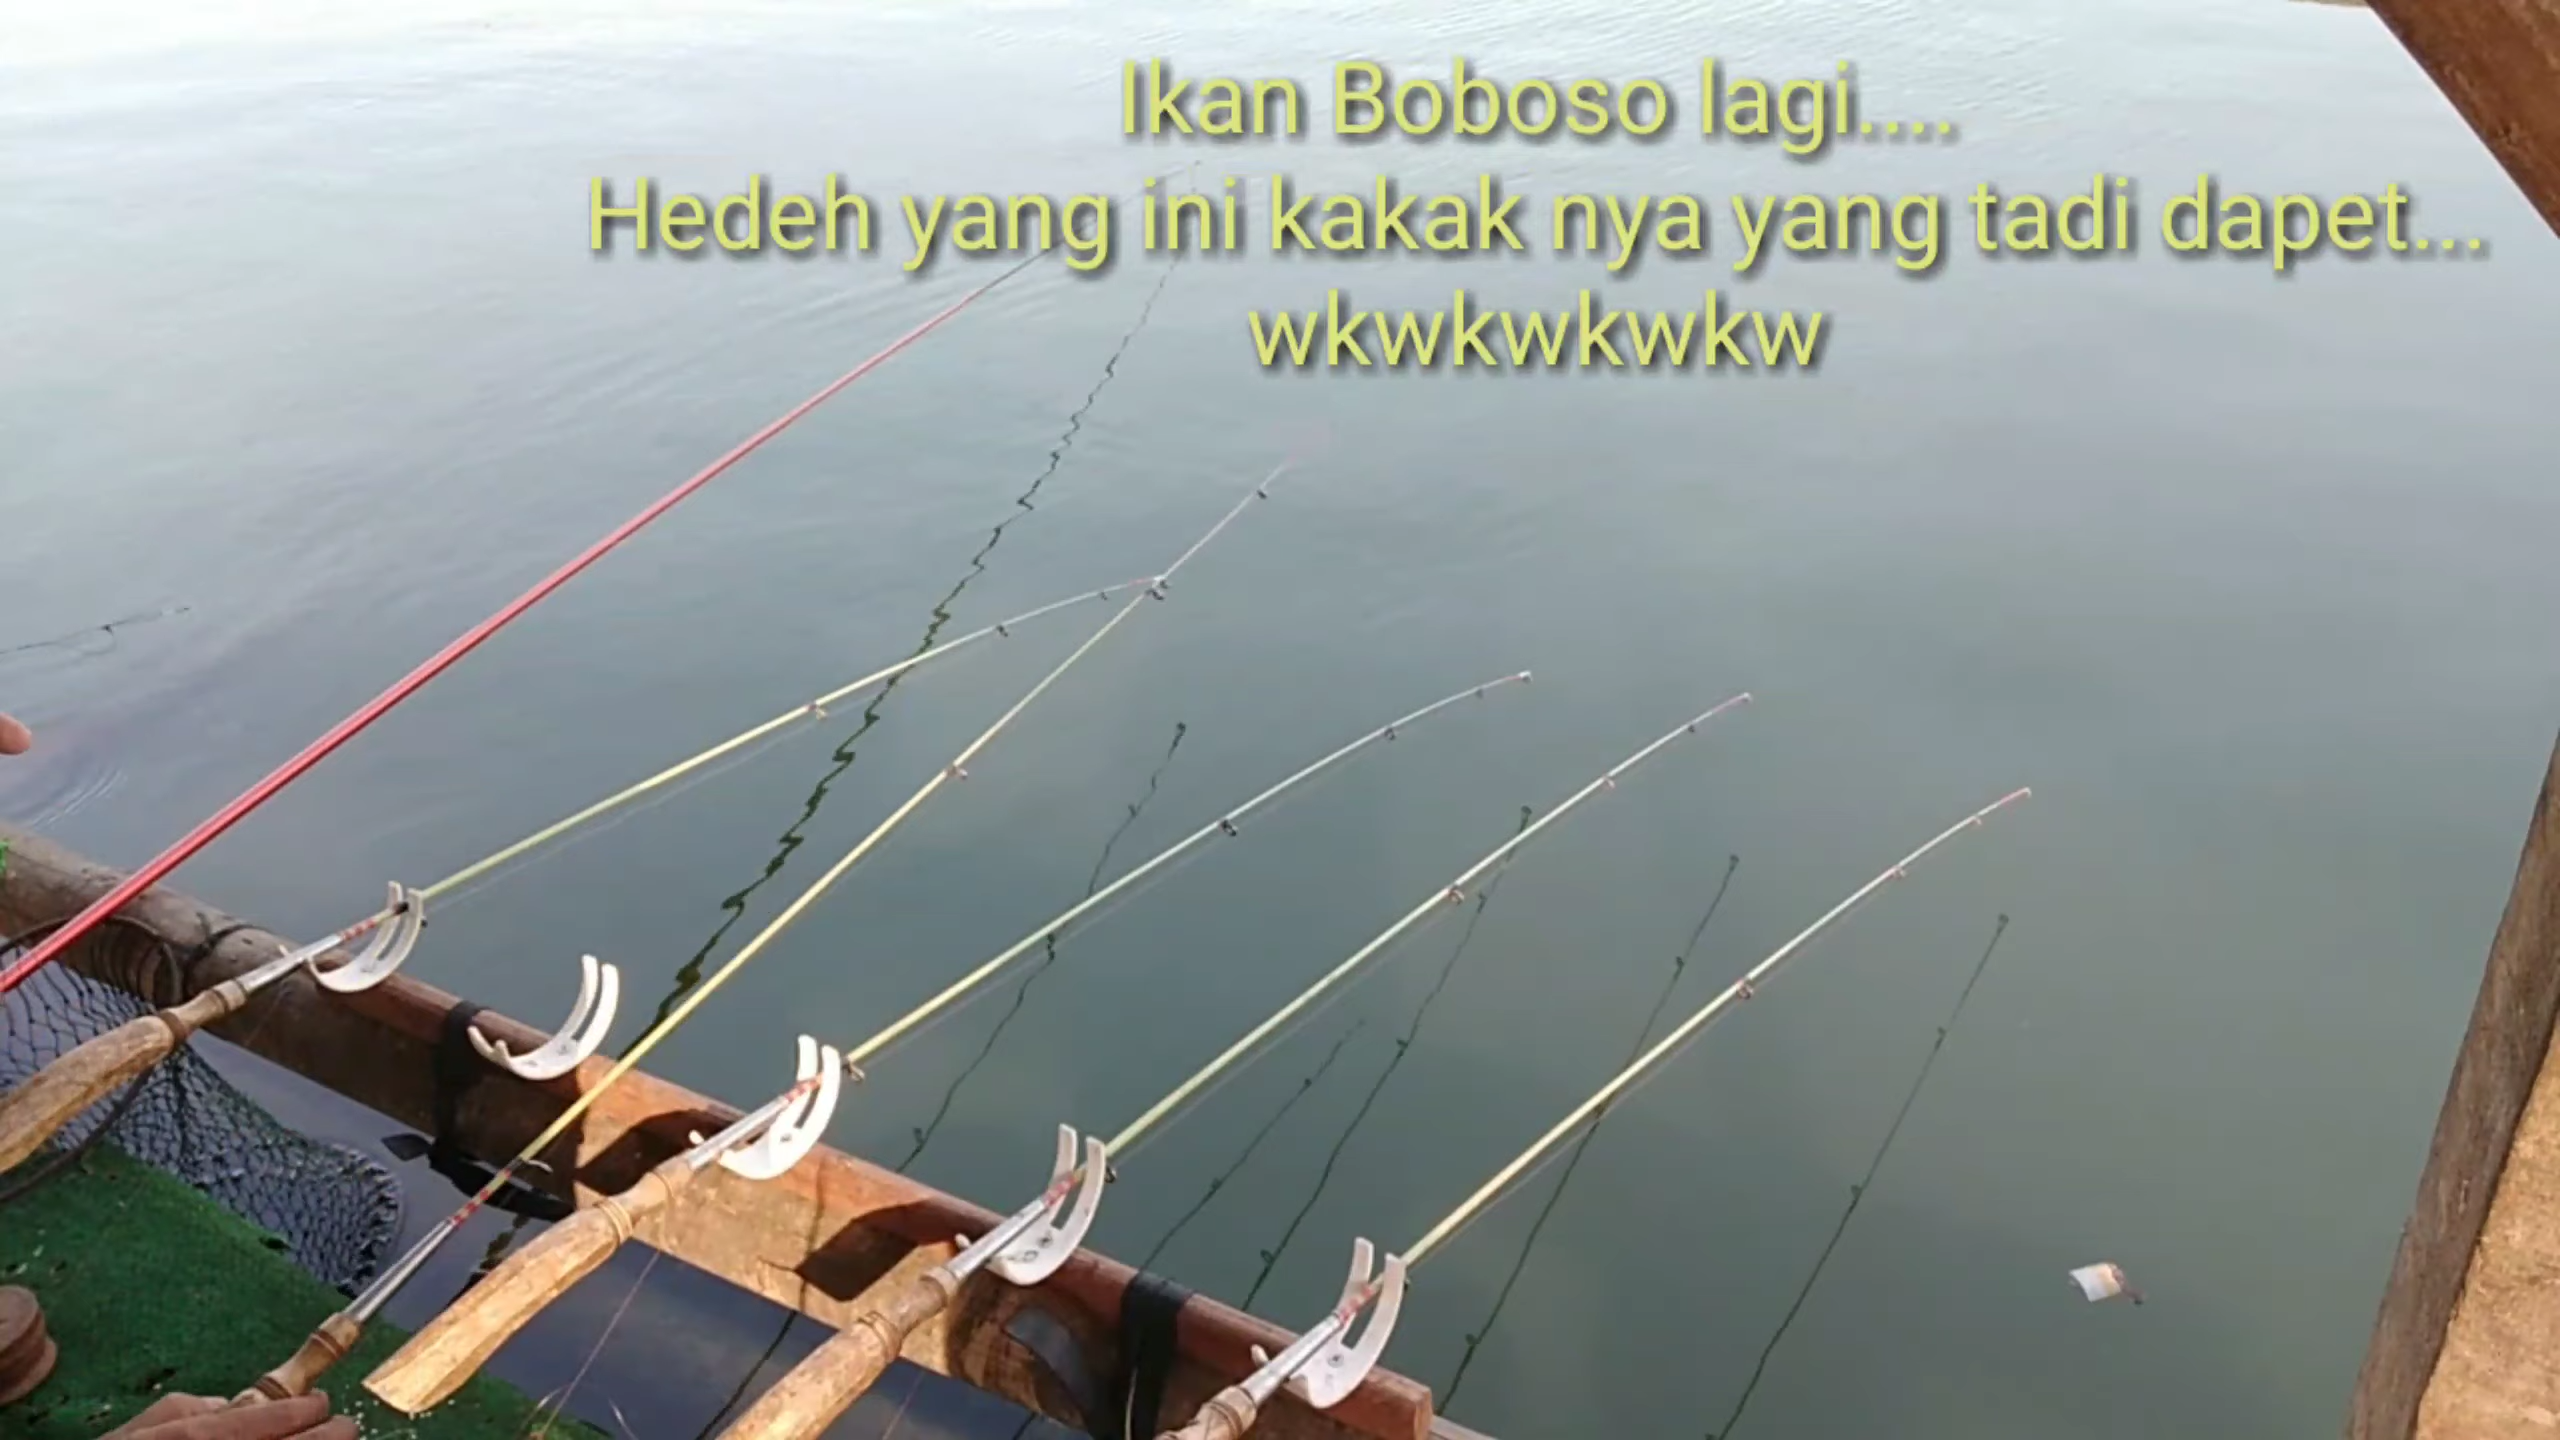 Ikan Boboso lagi....
Hedeh yang ini kakak nya yang tadi dapet...
wkwkwkwkw